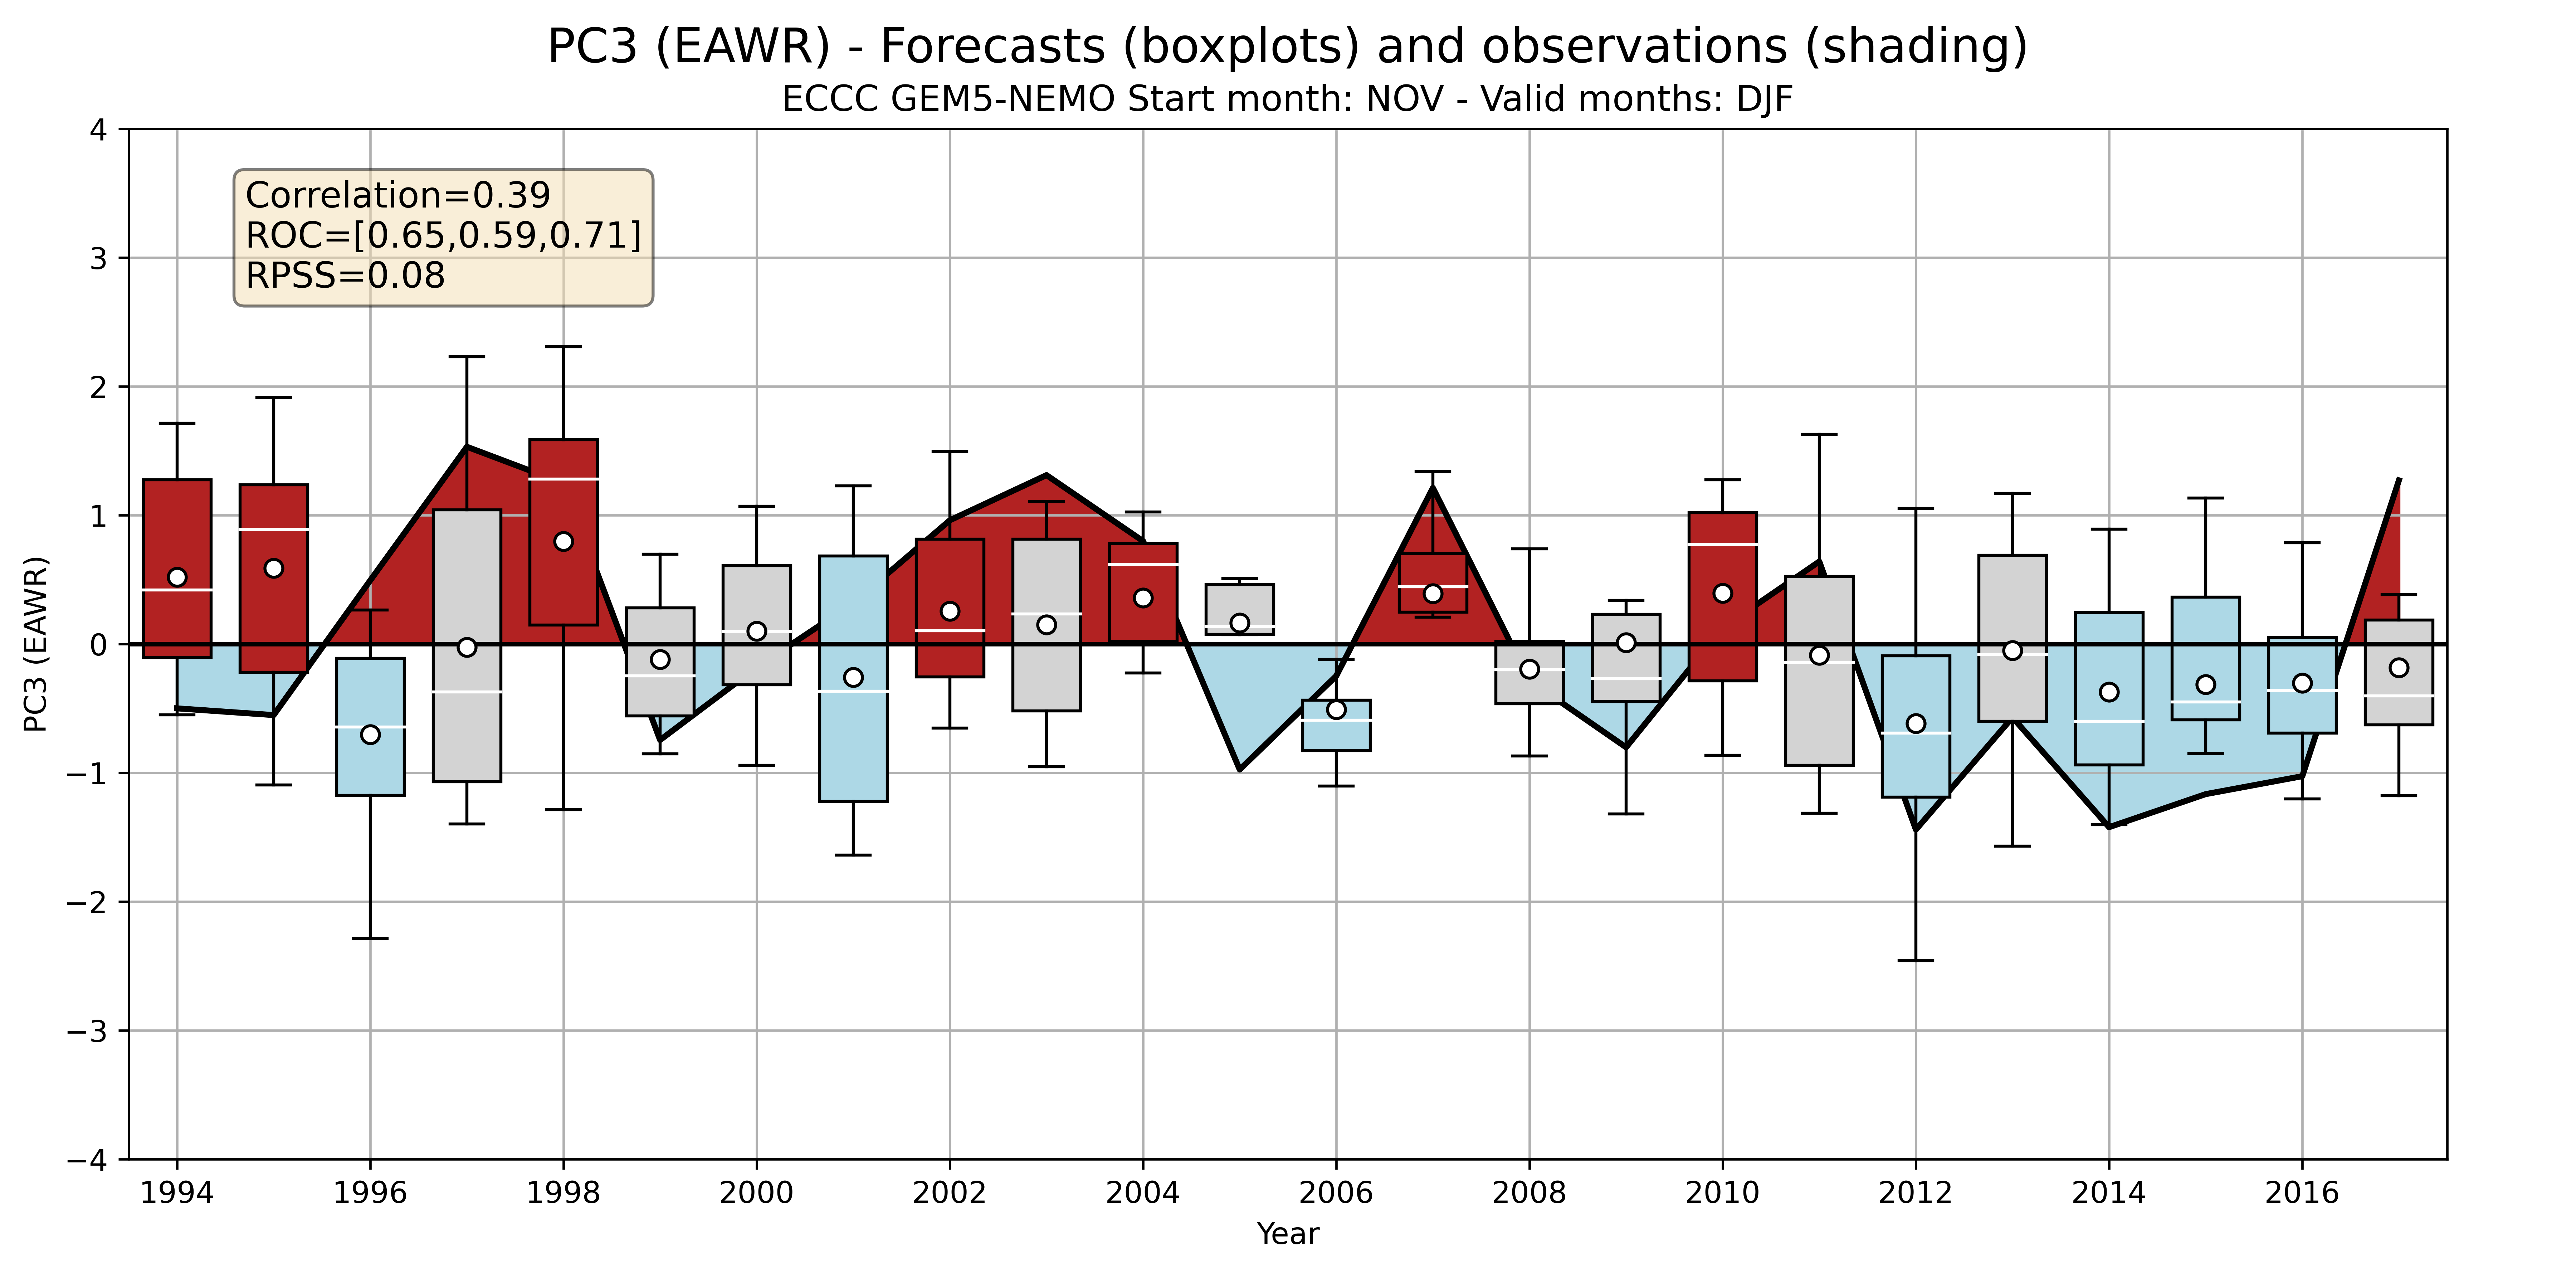 PC3 (EAWR) - Forecasts (boxplots) and observations (shading)
ECCC GEM5-NEMO Start month: NOV - Valid months: DJF
Correlation=0.39
ROC=[0.65,0.59,0.71]
RPSS=0.08
PC3 (EAWR)
4
3
2
1
0
−1
−2
−3
−4
1994 1996 1998 2000 2002 2004 2006 2008 2010 2012 2014 2016
Year